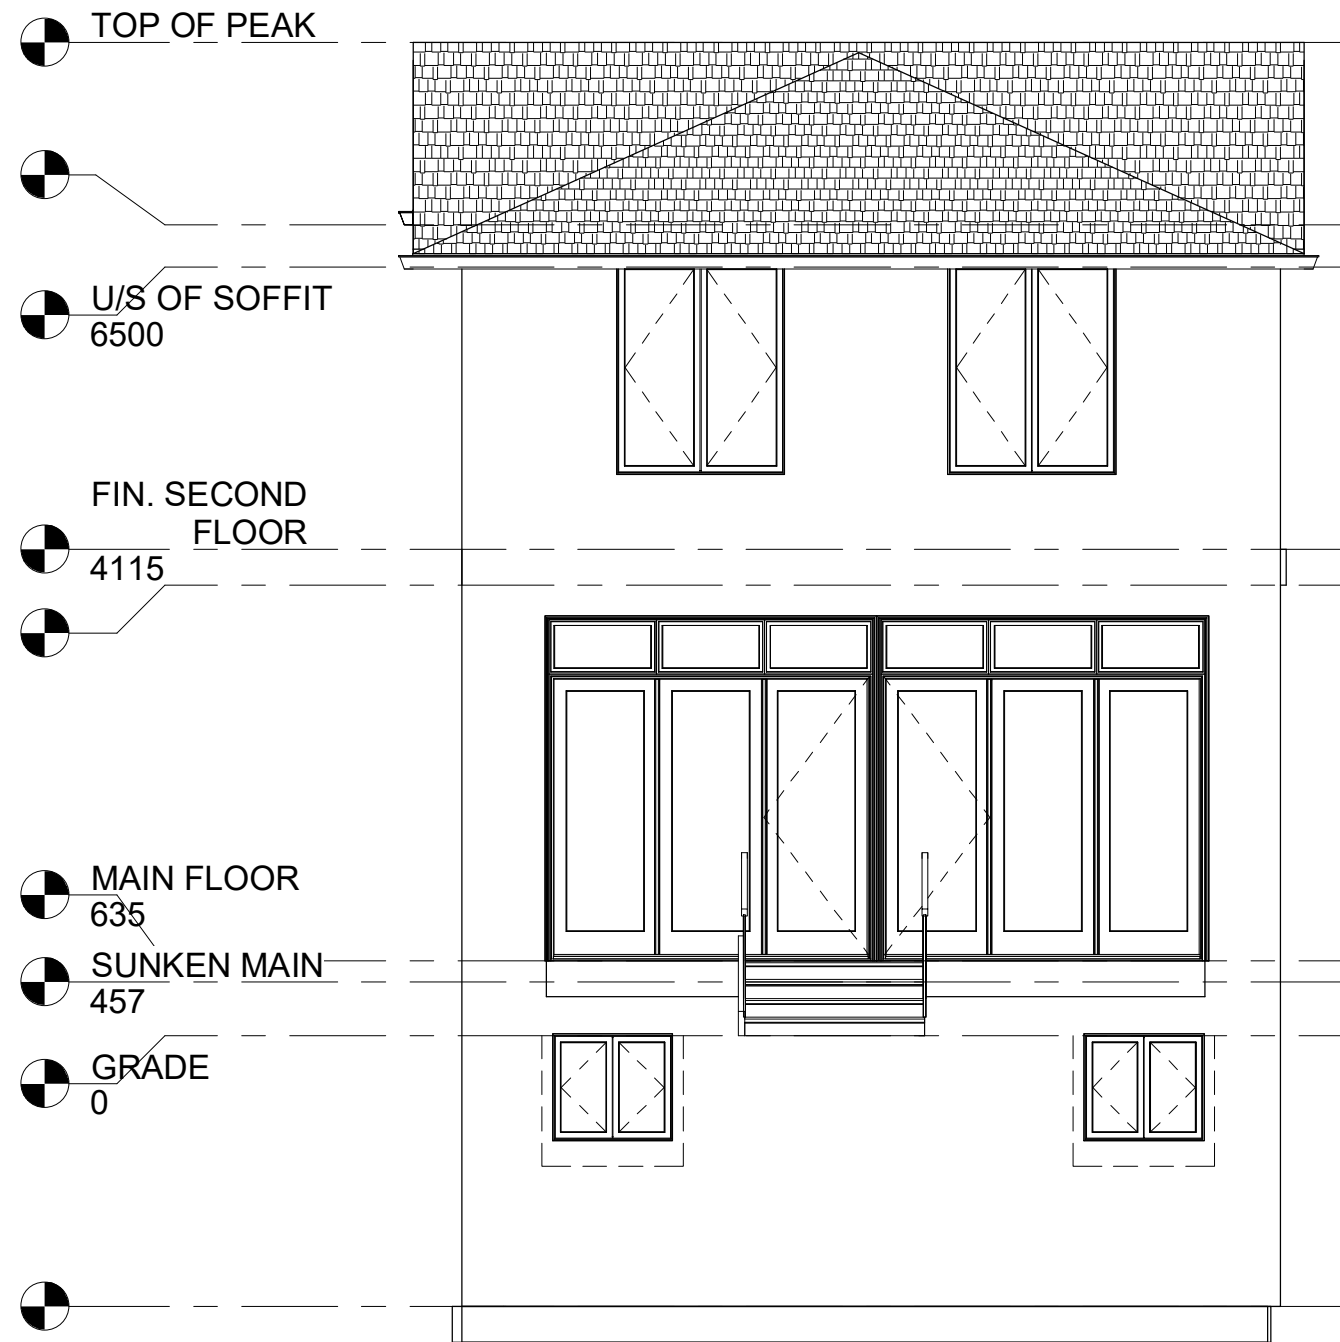 TOP OF PEAK
U/S OF SOFFIT
6500
FIN. SECOND
FLOOR
4115
MAIN FLOOR
635
SUNKEN MAIN
457
GRADE
0